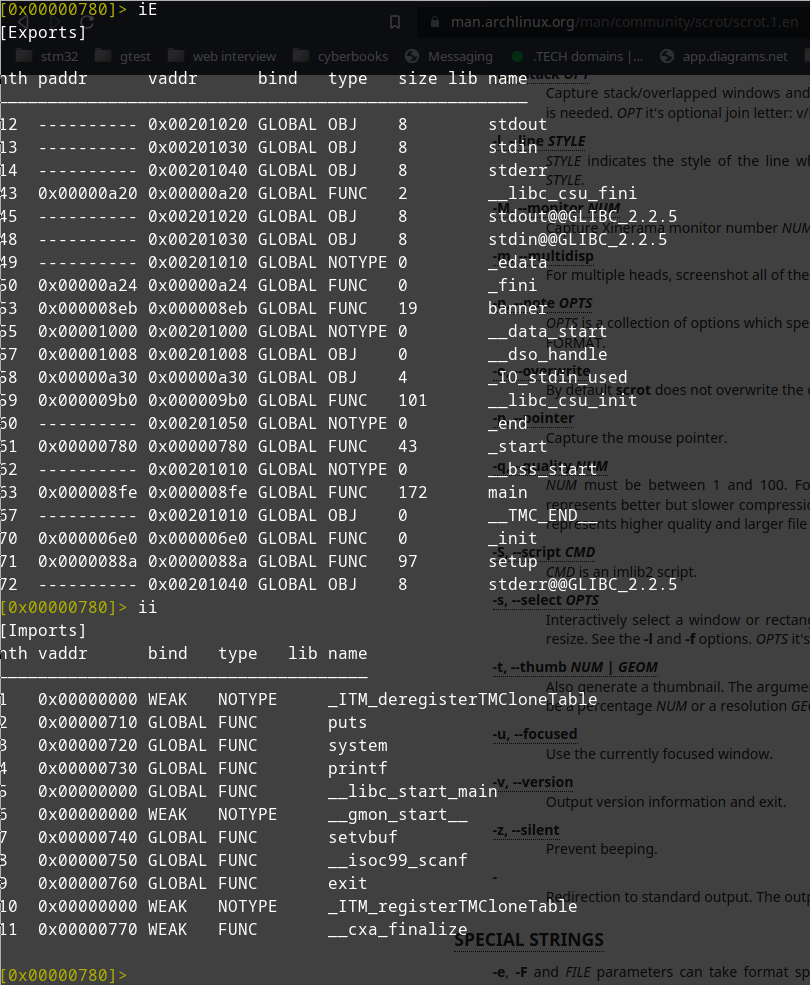 [0x00000780]> iE
[Exports]
man.archlinux.org/man/community/scrot/scrot.1.en
stm32 gtest web interview cyberbooks Messaging .TECH domains |... app.diagrams.net
nth paddr vaddr bind type size lib name
12 ---------- 0x00201020 GLOBAL OBJ 8 stdout
13 ---------- 0x00201030 GLOBAL OBJ 8 stdin
14 ---------- 0x00201040 GLOBAL OBJ 8 stderr
43 0x00000a20 0x00000a20 GLOBAL FUNC 2 __libc_csu_fini
45 ---------- 0x00201020 GLOBAL OBJ 8 stdout@@GLIBC_2.2.5
48 ---------- 0x00201030 GLOBAL OBJ 8 stdin@@GLIBC_2.2.5
49 ---------- 0x00201010 GLOBAL NOTYPE 0 _edata
50 0x00000a24 0x00000a24 GLOBAL FUNC 0 _fini
53 0x000008eb 0x000008eb GLOBAL FUNC 19 banner
55 0x00001000 0x00201000 GLOBAL NOTYPE 0 __data_start
57 0x00001008 0x00201008 GLOBAL OBJ 0 __dso_handle
58 0x00000a30 0x00000a30 GLOBAL OBJ 4 _IO_stdin_used
59 0x000009b0 0x000009b0 GLOBAL FUNC 101 __libc_csu_init
60 ---------- 0x00201050 GLOBAL NOTYPE 0 _end
61 0x00000780 0x00000780 GLOBAL FUNC 43 _start
62 ---------- 0x00201010 GLOBAL NOTYPE 0 __bss_start
63 0x000008fe 0x000008fe GLOBAL FUNC 172 main
67 ---------- 0x00201010 GLOBAL OBJ 0 __TMC_END__
70 0x000006e0 0x000006e0 GLOBAL FUNC 0 _init
71 0x0000088a 0x0000088a GLOBAL FUNC 97 setup
72 ---------- 0x00201040 GLOBAL OBJ 8 stderr@@GLIBC_2.2.5
[0x00000780]> ii
[Imports]
nth vaddr bind type lib name
1 0x00000000 WEAK NOTYPE _ITM_deregisterTMCloneTable
2 0x00000710 GLOBAL FUNC puts
3 0x00000720 GLOBAL FUNC system
4 0x00000730 GLOBAL FUNC printf
5 0x00000000 GLOBAL FUNC __libc_start_main
6 0x00000000 WEAK NOTYPE __gmon_start__
7 0x00000740 GLOBAL FUNC setvbuf
8 0x00000750 GLOBAL FUNC __isoc99_scanf
9 0x00000760 GLOBAL FUNC exit
10 0x00000000 WEAK NOTYPE _ITM_registerTMCloneTable
11 0x00000770 WEAK FUNC __cxa_finalize
[0x00000780]>
Capture stack/overlapped windows and
is needed. OPT it's optional join letter: v/
-l, --line STYLE
STYLE indicates the style of the line
STYLE.
-M, --monitor NUM
Capture Xinerama monitor number NUM
-m, --multidisp
For multiple heads, screenshot all of the
-n, --note OPTS
OPTS is a collection of options which
FORMAT.
-o, --overwrite
By default scrot does not overwrite the
-p, --pointer
Capture the mouse pointer.
-q, --quality NUM
NUM must be between 1 and 100.
represents better but slower
represents higher quality and larger file
-S, --script CMD
CMD is an imlib2 script.
-s, --select OPTS
Interactively select a window or
resize. See the -l and -f options. OPTS it's
-t, --thumb NUM | GEOM
Also generate a thumbnail. The
be a percentage NUM or a resolution
-u, --focused
Use the currently focused window.
-v, --version
Output version information and exit.
-z, --silent
Prevent beeping.
-
Redirection to standard output. The
SPECIAL STRINGS
-e, -F and FILE parameters can take format